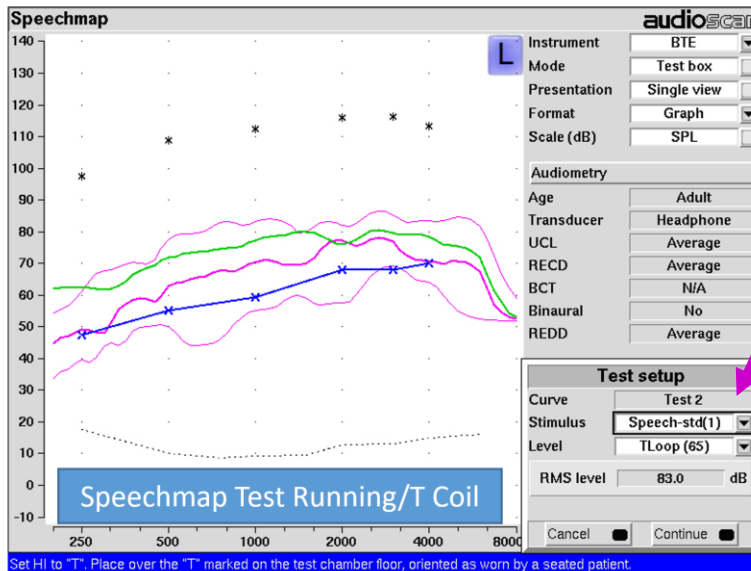 Speechmap
audioscan
L
Instrument BTE
Mode Test box
Presentation Single view
Format Graph
Scale (dB) SPL
Audiometry
Age Adult
Transducer Headphone
UCL Average
RECD Average
BCT N/A
Binaural No
REDD Average
140
130
120
110
100
90
80
70
60
50
40
30
20
10
0
-10
250 500 1000 2000 4000 8000
Speechmap Test Running/T Coil
Test setup
Curve Test 2
Stimulus Speech-std(1)
Level TLoop (65)
RMS level 83.0 dB
Cancel Continue
Set HI to "T". Place over the "T" marked on the test chamber floor, oriented as worn by a seated patient.